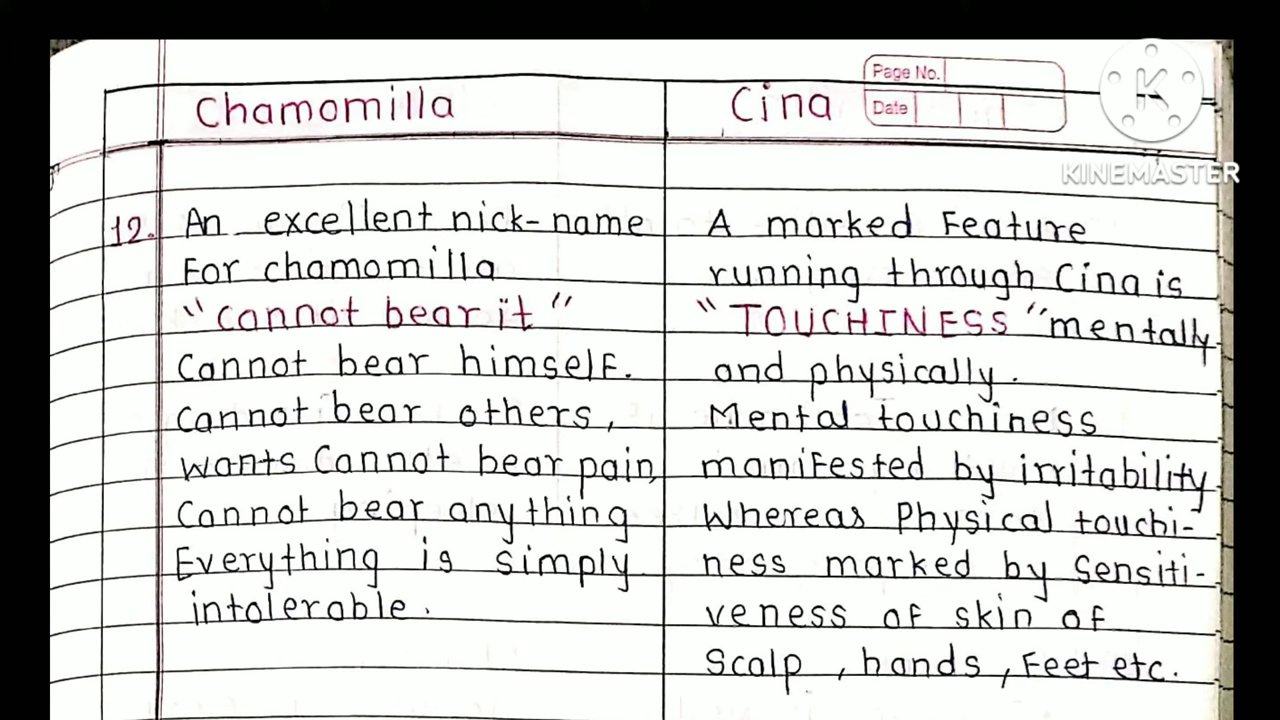 Page No.
Date
KINEMASTER
Chamomilla
Cina
12. An excellent nick-name
For chamomilla
"cannot bear it"
Cannot bear himself.
Cannot bear others,
wants Cannot bear pain,
Cannot bear anything
Everything is simply
intolerable.
A marked Feature
running through Cina is
"TOUCHINESS" mentally
and physically.
Mental touchiness
manifested by irritability
Whereas Physical touchi-
ness marked by Sensiti-
veness of skin of
Scalp, hands, Feet etc.